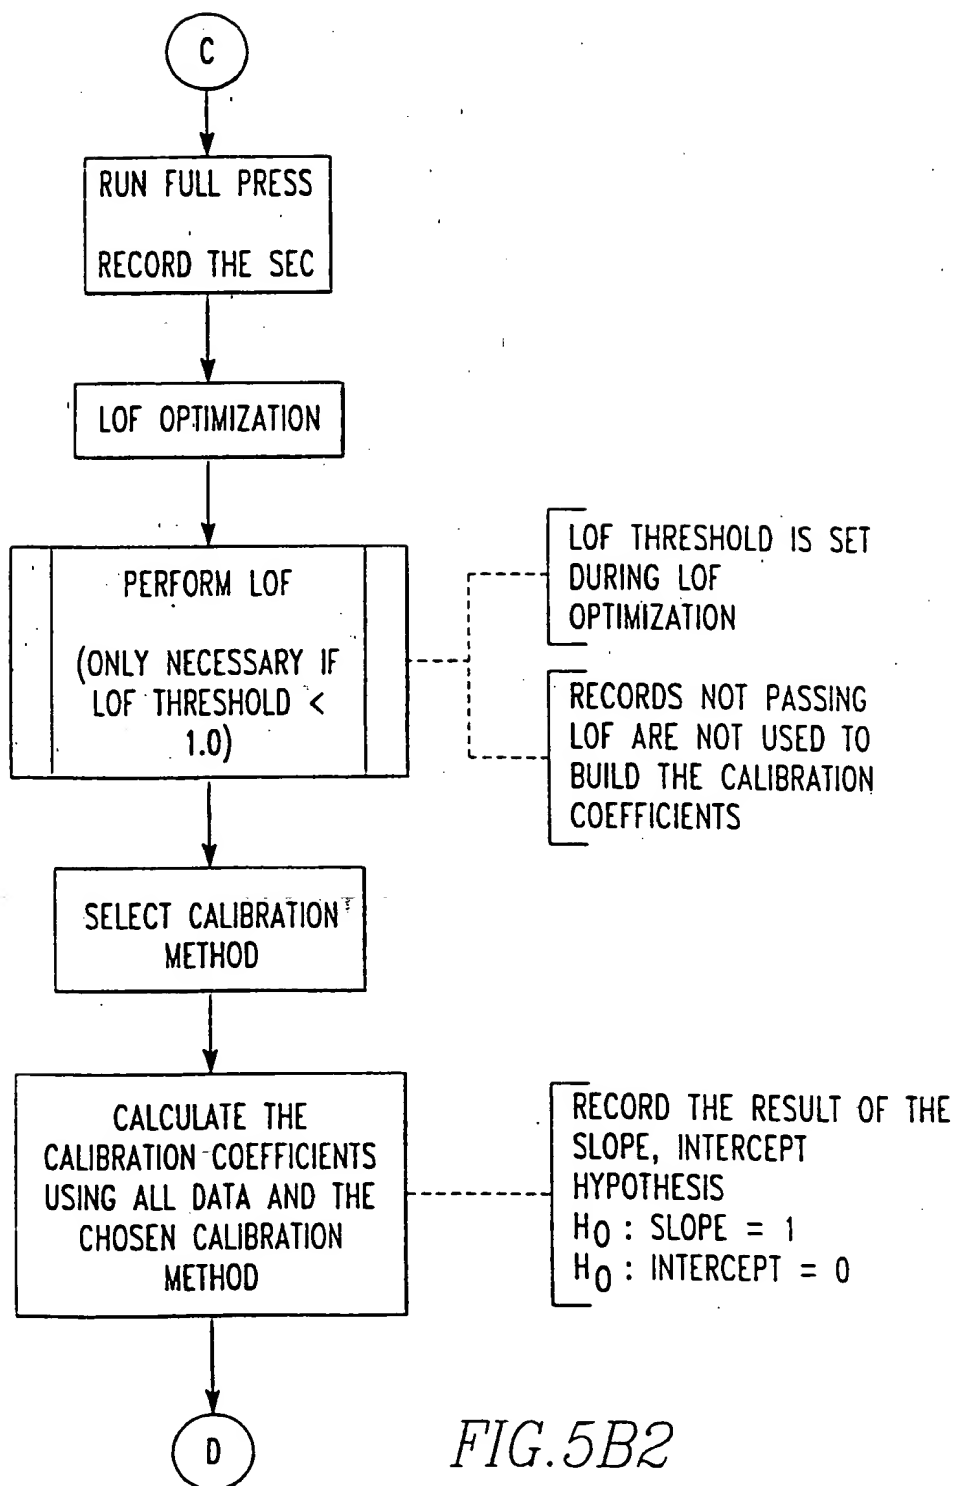 C
RUN FULL PRESS
RECORD THE SEC
LOF OPTIMIZATION
PERFORM LOF
(ONLY NECESSARY IF
LOF THRESHOLD <
1.0)
LOF THRESHOLD IS SET
DURING LOF
OPTIMIZATION
RECORDS NOT PASSING
LOF ARE NOT USED TO
BUILD THE CALIBRATION
COEFFICIENTS
SELECT CALIBRATION
METHOD
CALCULATE THE
CALIBRATION COEFFICIENTS
USING ALL DATA AND THE
CHOSEN CALIBRATION
METHOD
RECORD THE RESULT OF THE
SLOPE, INTERCEPT
HYPOTHESIS
H0 : SLOPE = 1
H0 : INTERCEPT = 0
D
FIG.5B2